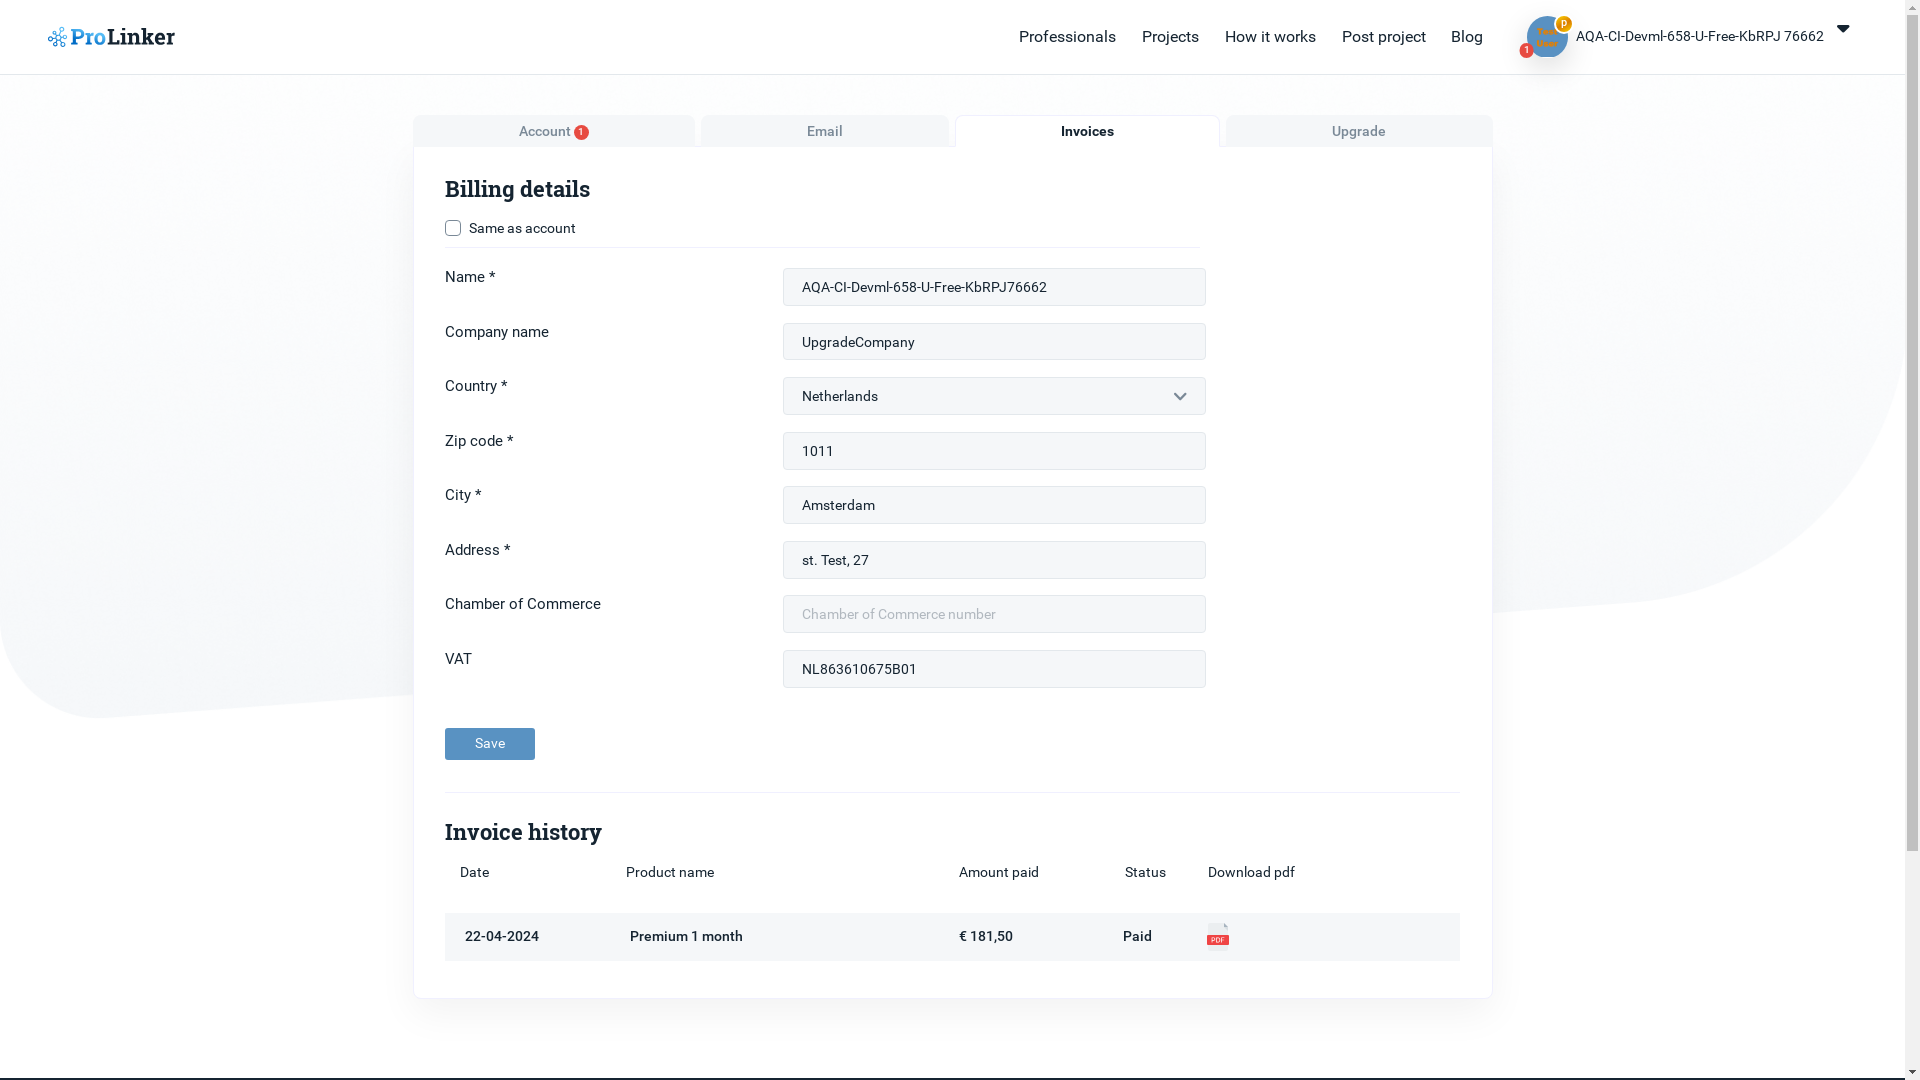 ProLinker
Professionals Projects How it works Post project Blog
Test User
p
1
AQA-CI-Devml-658-U-Free-KbRPJ 76662
Account 1 Email Invoices Upgrade
Billing details
Same as account
Name * AQA-CI-Devml-658-U-Free-KbRPJ76662
Company name UpgradeCompany
Country * Netherlands
Zip code * 1011
City * Amsterdam
Address * st. Test, 27
Chamber of Commerce Chamber of Commerce number
VAT NL863610675B01
Save
Invoice history
Date Product name Amount paid Status Download pdf
22-04-2024 Premium 1 month € 181,50 Paid PDF